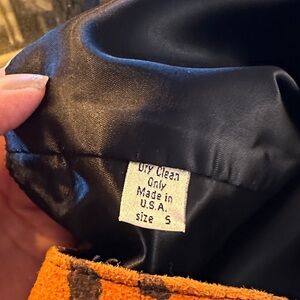 Dry Clean
Only
Made in
U.S.A.
size S